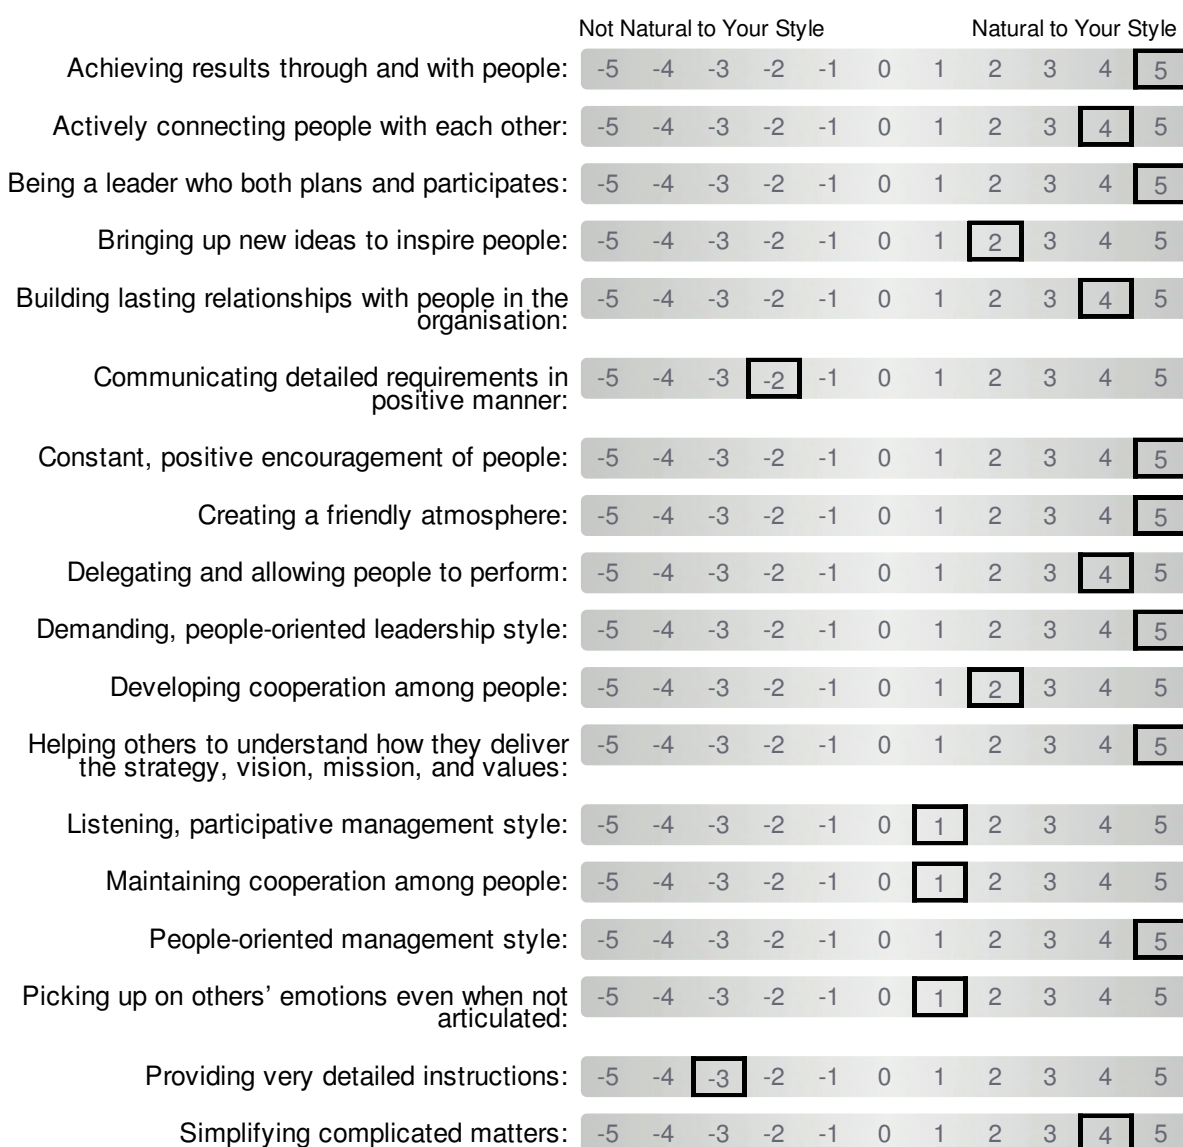 Not Natural to Your Style Natural to Your Style
Achieving results through and with people: -5 -4 -3 -2 -1 0 1 2 3 4 5
Actively connecting people with each other: -5 -4 -3 -2 -1 0 1 2 3 4 5
Being a leader who both plans and participates: -5 -4 -3 -2 -1 0 1 2 3 4 5
Bringing up new ideas to inspire people: -5 -4 -3 -2 -1 0 1 2 3 4 5
Building lasting relationships with people in the -5 -4 -3 -2 -1 0 1 2 3 4 5
organisation:
Communicating detailed requirements in -5 -4 -3 -2 -1 0 1 2 3 4 5
positive manner:
Constant, positive encouragement of people: -5 -4 -3 -2 -1 0 1 2 3 4 5
Creating a friendly atmosphere: -5 -4 -3 -2 -1 0 1 2 3 4 5
Delegating and allowing people to perform: -5 -4 -3 -2 -1 0 1 2 3 4 5
Demanding, people-oriented leadership style: -5 -4 -3 -2 -1 0 1 2 3 4 5
Developing cooperation among people: -5 -4 -3 -2 -1 0 1 2 3 4 5
Helping others to understand how they deliver -5 -4 -3 -2 -1 0 1 2 3 4 5
the strategy, vision, mission, and values:
Listening, participative management style: -5 -4 -3 -2 -1 0 1 2 3 4 5
Maintaining cooperation among people: -5 -4 -3 -2 -1 0 1 2 3 4 5
People-oriented management style: -5 -4 -3 -2 -1 0 1 2 3 4 5
Picking up on others’ emotions even when not -5 -4 -3 -2 -1 0 1 2 3 4 5
articulated:
Providing very detailed instructions: -5 -4 -3 -2 -1 0 1 2 3 4 5
Simplifying complicated matters: -5 -4 -3 -2 -1 0 1 2 3 4 5